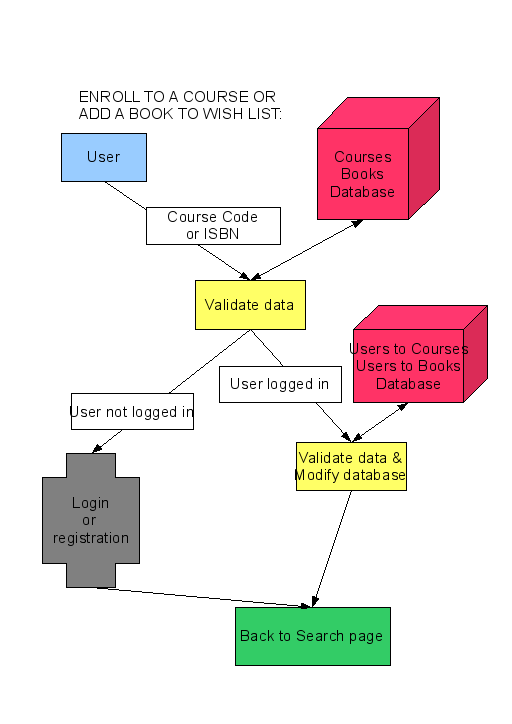 ENROLL TO A COURSE OR
ADD A BOOK TO WISH LIST:
User
Courses
Books
Database
Course Code
or ISBN
Validate data
Users to Courses
Users to Books
Database
User logged in
User not logged in
Validate data &
Modify database
Login
or
registration
Back to Search page